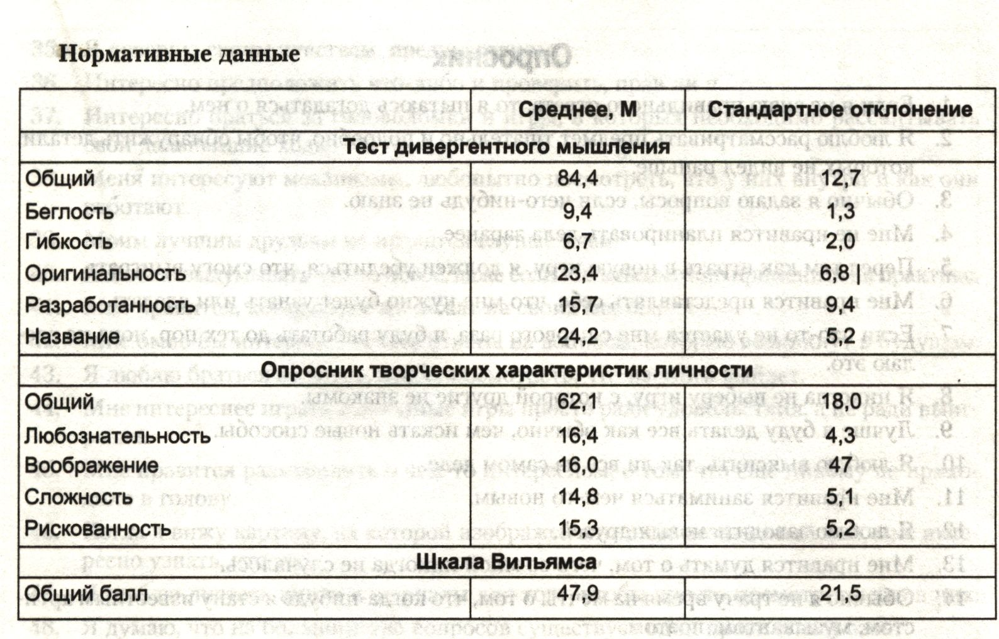 Нормативные данные
Среднее, М Стандартное отклонение
Тест дивергентного мышления
Общий 84,4 12,7
Беглость 9,4 1,3
Гибкость 6,7 2,0
Оригинальность 23,4 6,8
Разработанность 15,7 9,4
Название 24,2 5,2
Опросник творческих характеристик личности
Общий 62,1 18,0
Любознательность 16,4 4,3
Воображение 16,0 47
Сложность 14,8 5,1
Рискованность 15,3 5,2
Шкала Вильямса
Общий балл 47,9 21,5